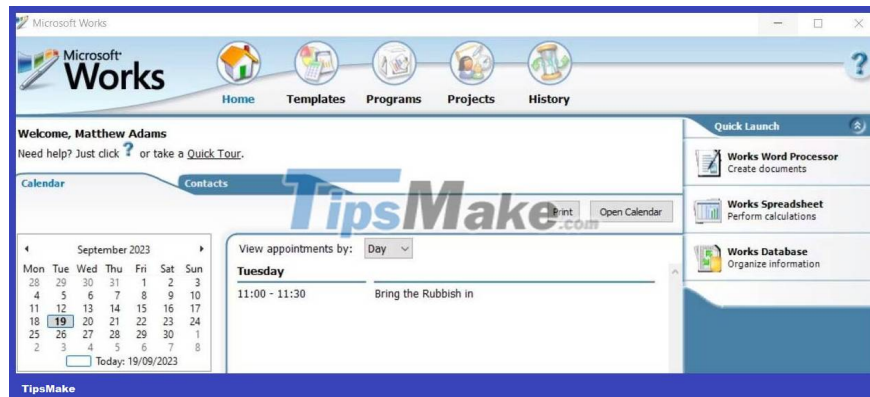 Microsoft Works
Microsoft
Works
Home Templates Programs Projects History
?
Welcome, Matthew Adams
Need help? Just click ? or take a Quick Tour.
Calendar Contacts
Print Open Calendar
TipsMake.com
September 2023
Mon Tue Wed Thu Fri Sat Sun
28 29 30 31 1 2 3
4 5 6 7 8 9 10
11 12 13 14 15 16 17
18 19 20 21 22 23 24
25 26 27 28 29 30 1
2 3 4 5 6 7 8
Today: 19/09/2023
View appointments by: Day
Tuesday
11:00 - 11:30 Bring the Rubbish in
Quick Launch
Works Word Processor
Create documents
Works Spreadsheet
Perform calculations
Works Database
Organize information
TipsMake